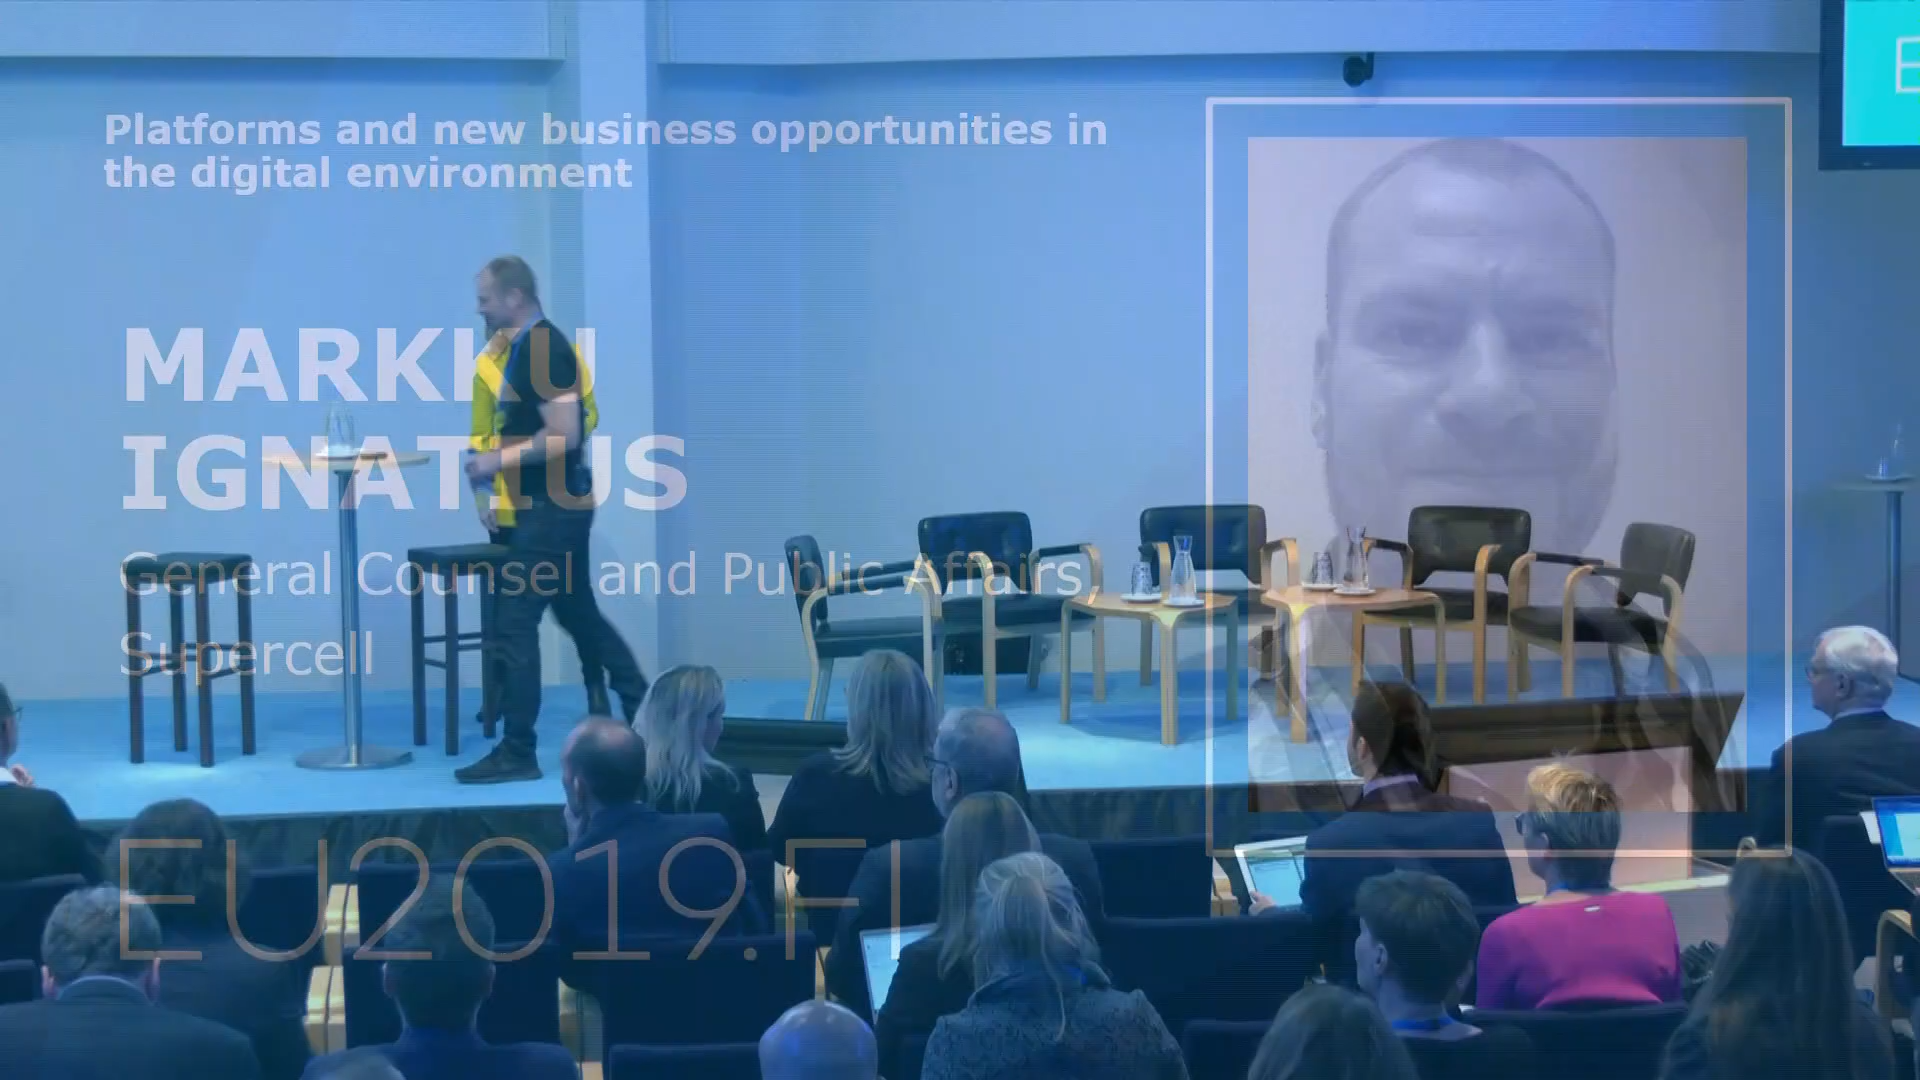 Platforms and new business opportunities in
the digital environment
MARKKU
IGNATIUS
General Counsel and Public Affairs,
Supercell
EU2019.FI